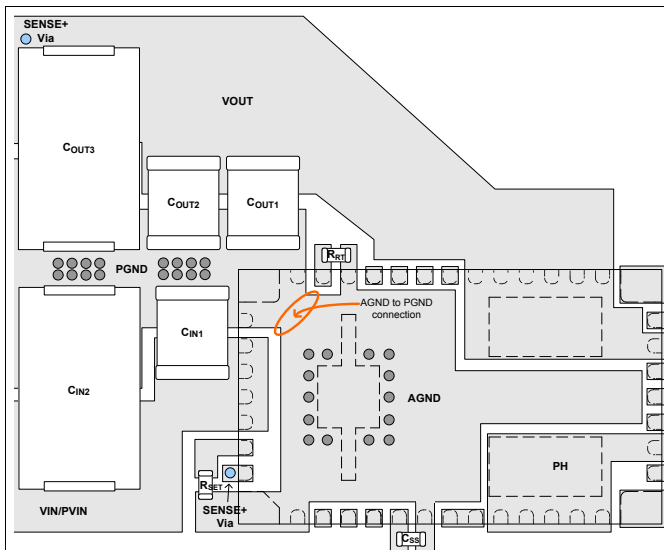 SENSE+
Via
VOUT
COUT3
COUT2
COUT1
RRT
PGND
AGND to PGND
connection
CIN1
CIN2
AGND
RSET
PH
VIN/PVIN
SENSE+
Via
CSS